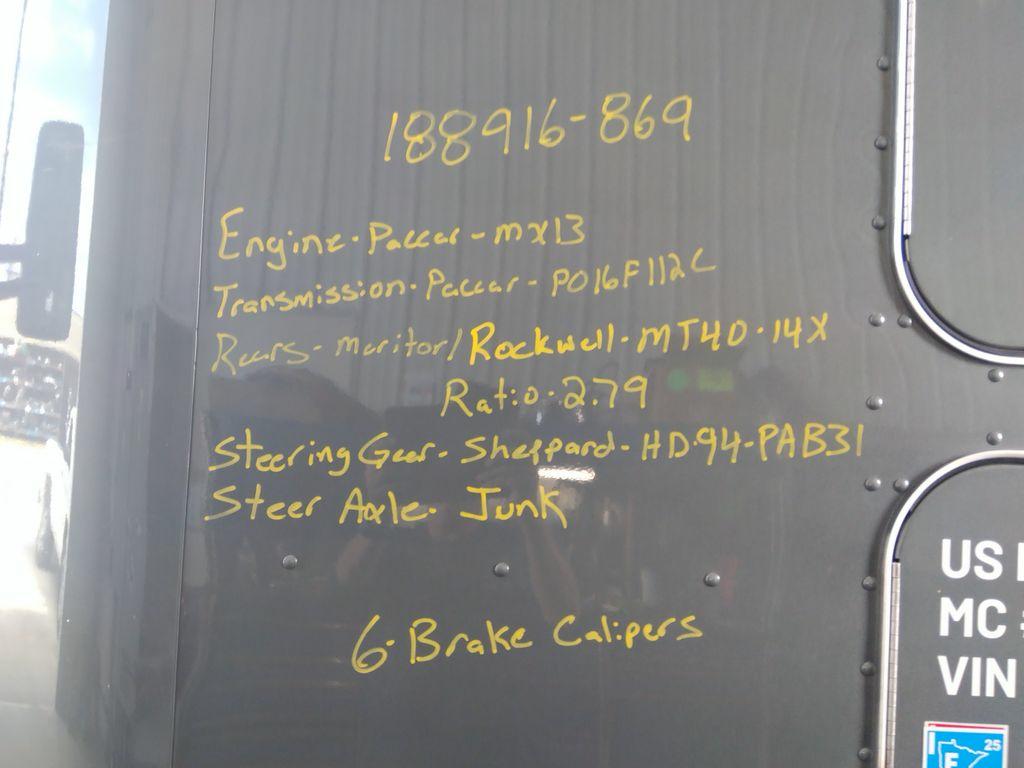 188916-869
Engine-Paccar-mx13
Transmission-Paccar-PO16F112C
Rears-meritor/Rockwell-MT40-14X
Ratio-2.79
Steering Gear-Sheppard-HD94-PAB31
Steer Axle-Junk
6-Brake Calipers
US
MC
VIN
25